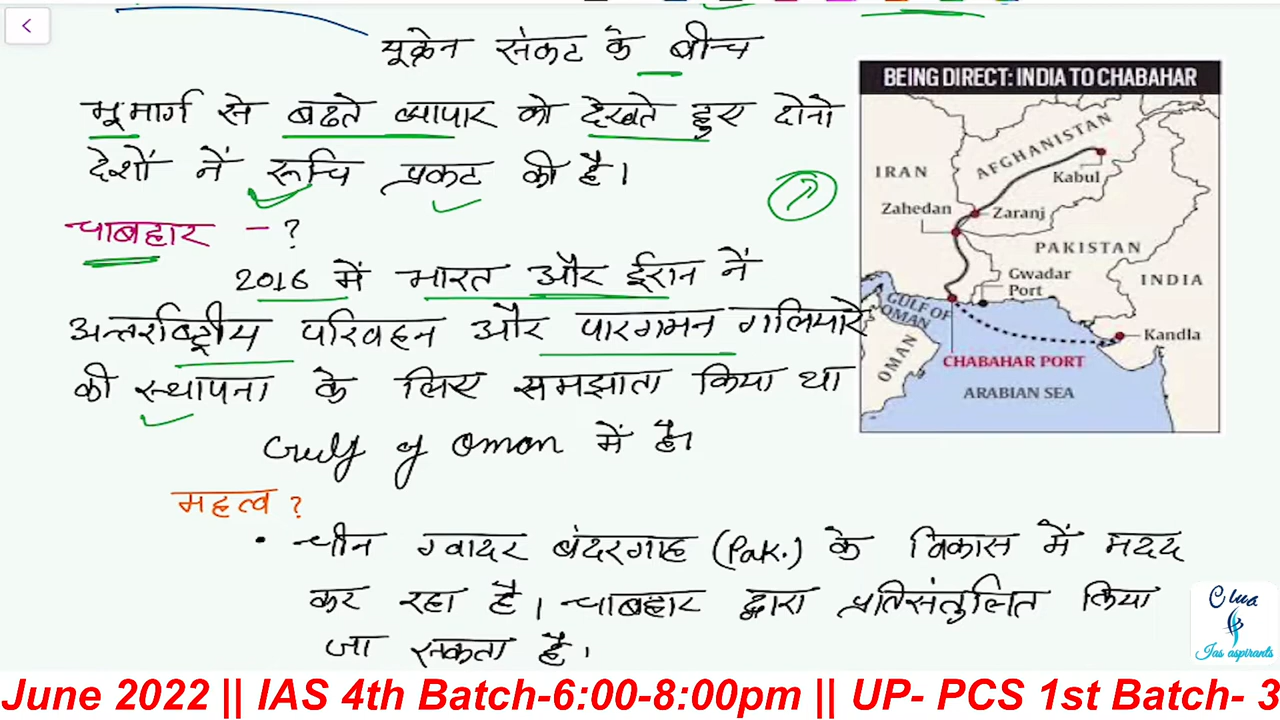 यूक्रेन संकट के बीच
भूमार्ग से बढते व्यापार को देखते हुए दोनो
देशों नें रूचि प्रकट की है।
चाबहार - ?
2016 में भारत और ईरान नें
अन्तर्राष्ट्रीय परिवहन और पारगमन गलियारे
की स्थापना के लिए समझाता किया था
Gulf of Oman में है।
महत्व ?
• चीन ग्वादर बंदरगाह (Pak.) के विकास में मदद
कर रहा है। चाबहार द्वारा प्रतिसंतुलित किया
जा सकता है।
BEING DIRECT: INDIA TO CHABAHAR
AFGHANISTAN
IRAN
Kabul
Zahedan
Zaranj
PAKISTAN
Gwadar
Port
INDIA
GULF OF
OMAN
Kandla
OMAN
CHABAHAR PORT
ARABIAN SEA
Ias aspirants
June 2022 || IAS 4th Batch-6:00-8:00pm || UP- PCS 1st Batch- 3